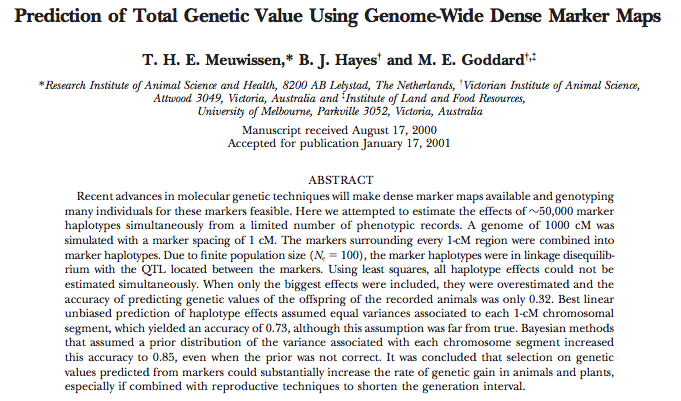 Prediction of Total Genetic Value Using Genome-Wide Dense Marker Maps
T. H. E. Meuwissen,* B. J. Hayes† and M. E. Goddard†,‡
*Research Institute of Animal Science and Health, 8200 AB Lelystad, The Netherlands, †Victorian Institute of Animal Science,
Attwood 3049, Victoria, Australia and ‡Institute of Land and Food Resources,
University of Melbourne, Parkville 3052, Victoria, Australia
Manuscript received August 17, 2000
Accepted for publication January 17, 2001
ABSTRACT
Recent advances in molecular genetic techniques will make dense marker maps available and genotyping
many individuals for these markers feasible. Here we attempted to estimate the effects of ~50,000 marker
haplotypes simultaneously from a limited number of phenotypic records. A genome of 1000 cM was
simulated with a marker spacing of 1 cM. The markers surrounding every 1-cM region were combined into
marker haplotypes. Due to finite population size (Ne = 100), the marker haplotypes were in linkage disequilib-
rium with the QTL located between the markers. Using least squares, all haplotype effects could not be
estimated simultaneously. When only the biggest effects were included, they were overestimated and the
accuracy of predicting genetic values of the offspring of the recorded animals was only 0.32. Best linear
unbiased prediction of haplotype effects assumed equal variances associated to each 1-cM chromosomal
segment, which yielded an accuracy of 0.73, although this assumption was far from true. Bayesian methods
that assumed a prior distribution of the variance associated with each chromosome segment increased
this accuracy to 0.85, even when the prior was not correct. It was concluded that selection on genetic
values predicted from markers could substantially increase the rate of genetic gain in animals and plants,
especially if combined with reproductive techniques to shorten the generation interval.